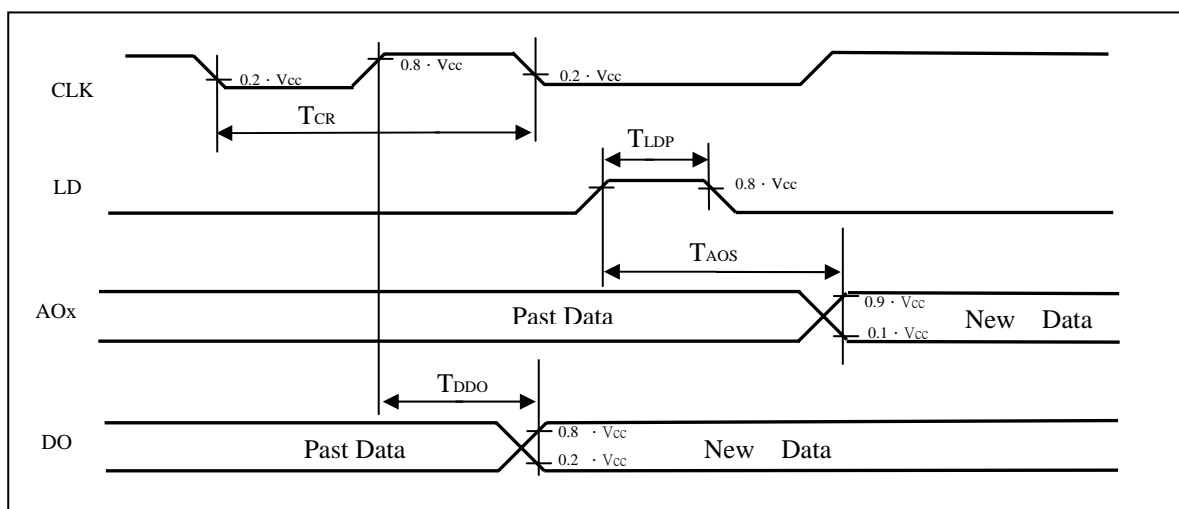 CLK
0.2 · Vcc
0.8 · Vcc
0.2 · Vcc
TCR
TLDP
LD
0.8 · Vcc
TAOS
AOx
Past Data
0.9 · Vcc
New Data
0.1 · Vcc
TDDO
DO
Past Data
0.8 · Vcc
New Data
0.2 · Vcc